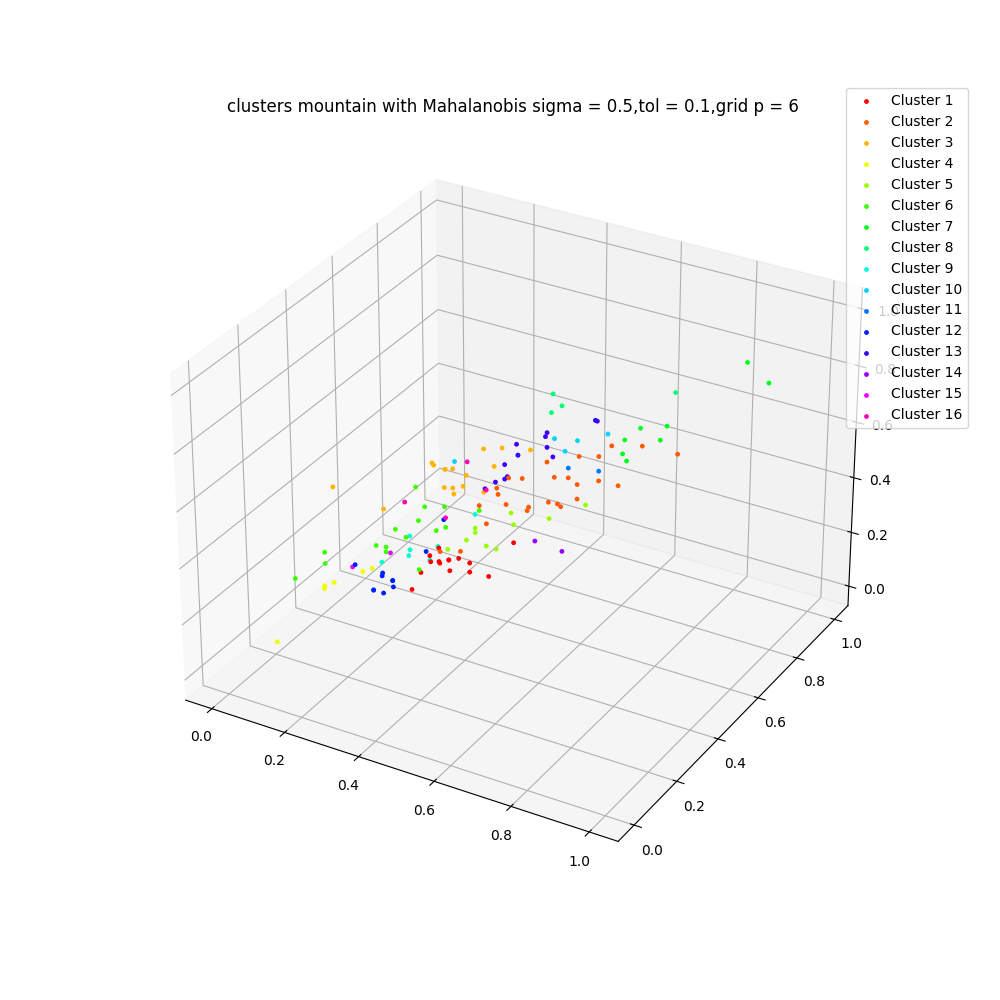 clusters mountain with Mahalanobis sigma = 0.5,tol = 0.1,grid p = 6
Cluster 1
Cluster 2
Cluster 3
Cluster 4
Cluster 5
Cluster 6
Cluster 7
Cluster 8
Cluster 9
Cluster 10
Cluster 11
Cluster 12
Cluster 13
Cluster 14
Cluster 15
Cluster 16
0.8
0.6
0.4
0.2
0.0
1.0
0.8
0.6
0.4
0.2
0.0
0.0
0.2
0.4
0.6
0.8
1.0